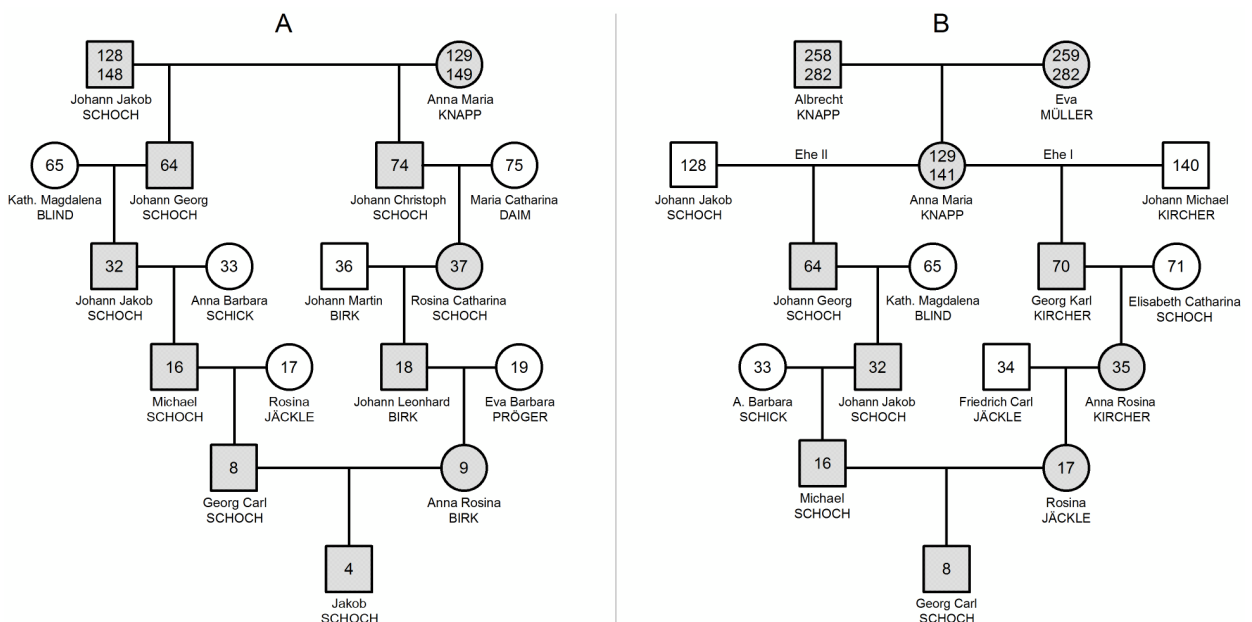 A
128
148
Johann Jakob
SCHOCH
129
149
Anna Maria
KNAPP
65
Kath. Magdalena
BLIND
64
Johann Georg
SCHOCH
74
Johann Christoph
SCHOCH
75
Maria Catharina
DAIM
32
Johann Jakob
SCHOCH
33
Anna Barbara
SCHICK
36
Johann Martin
BIRK
37
Rosina Catharina
SCHOCH
16
Michael
SCHOCH
17
Rosina
JÄCKLE
18
Johann Leonhard
BIRK
19
Eva Barbara
PRÖGER
8
Georg Carl
SCHOCH
9
Anna Rosina
BIRK
4
Jakob
SCHOCH
B
258
282
Albrecht
KNAPP
259
282
Eva
MÜLLER
128
Johann Jakob
SCHOCH
Ehe II
129
141
Anna Maria
KNAPP
Ehe I
140
Johann Michael
KIRCHER
64
Johann Georg
SCHOCH
65
Kath. Magdalena
BLIND
70
Georg Karl
KIRCHER
71
Elisabeth Catharina
SCHOCH
33
A. Barbara
SCHICK
32
Johann Jakob
SCHOCH
34
Friedrich Carl
JÄCKLE
35
Anna Rosina
KIRCHER
16
Michael
SCHOCH
17
Rosina
JÄCKLE
8
Georg Carl
SCHOCH